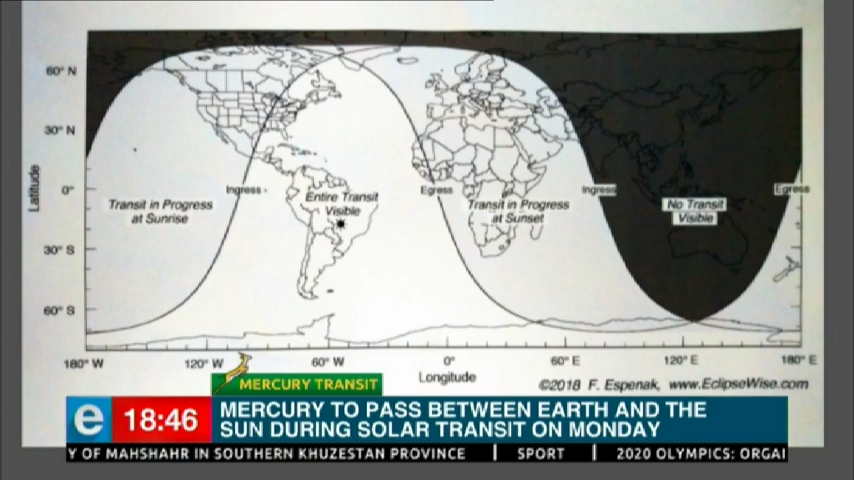 60° N
30° N
0°
30° S
60° S
Latitude
Ingress
Egress
Ingress
Egress
Transit in Progress
at Sunrise
Entire Transit
Visible
Transit in Progress
at Sunset
No Transit
Visible
180° W
120° W
60° W
0°
60° E
120° E
180° E
Longitude
©2018 F. Espenak, www.EclipseWise.com
MERCURY TRANSIT
e
18:46
MERCURY TO PASS BETWEEN EARTH AND THE
SUN DURING SOLAR TRANSIT ON MONDAY
Y OF MAHSHAHR IN SOUTHERN KHUZESTAN PROVINCE | SPORT | 2020 OLYMPICS: ORGAI